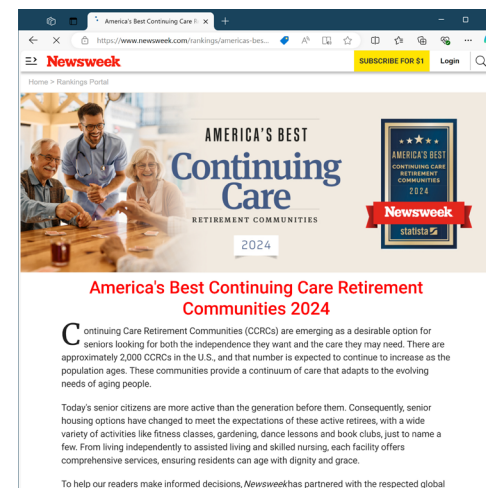 America's Best Continuing Care R
https://www.newsweek.com/rankings/americas-bes...
Newsweek
SUBSCRIBE FOR $1
Login
Home > Rankings Portal
AMERICA'S BEST
Continuing
Care
RETIREMENT COMMUNITIES
2024
AMERICA'S BEST
CONTINUING CARE
RETIREMENT
COMMUNITIES
2024
Newsweek
statista
America's Best Continuing Care Retirement
Communities 2024
Continuing Care Retirement Communities (CCRCs) are emerging as a desirable option for
seniors looking for both the independence they want and the care they may need. There are
approximately 2,000 CCRCs in the U.S., and that number is expected to continue to increase as the
population ages. These communities provide a continuum of care that adapts to the evolving
needs of aging people.
Today's senior citizens are more active than the generation before them. Consequently, senior
housing options have changed to meet the expectations of these active retirees, with a wide
variety of activities like fitness classes, gardening, dance lessons and book clubs, just to name a
few. From living independently to assisted living and skilled nursing, each facility offers
comprehensive services, ensuring residents can age with dignity and grace.
To help our readers make informed decisions, Newsweekhas partnered with the respected global